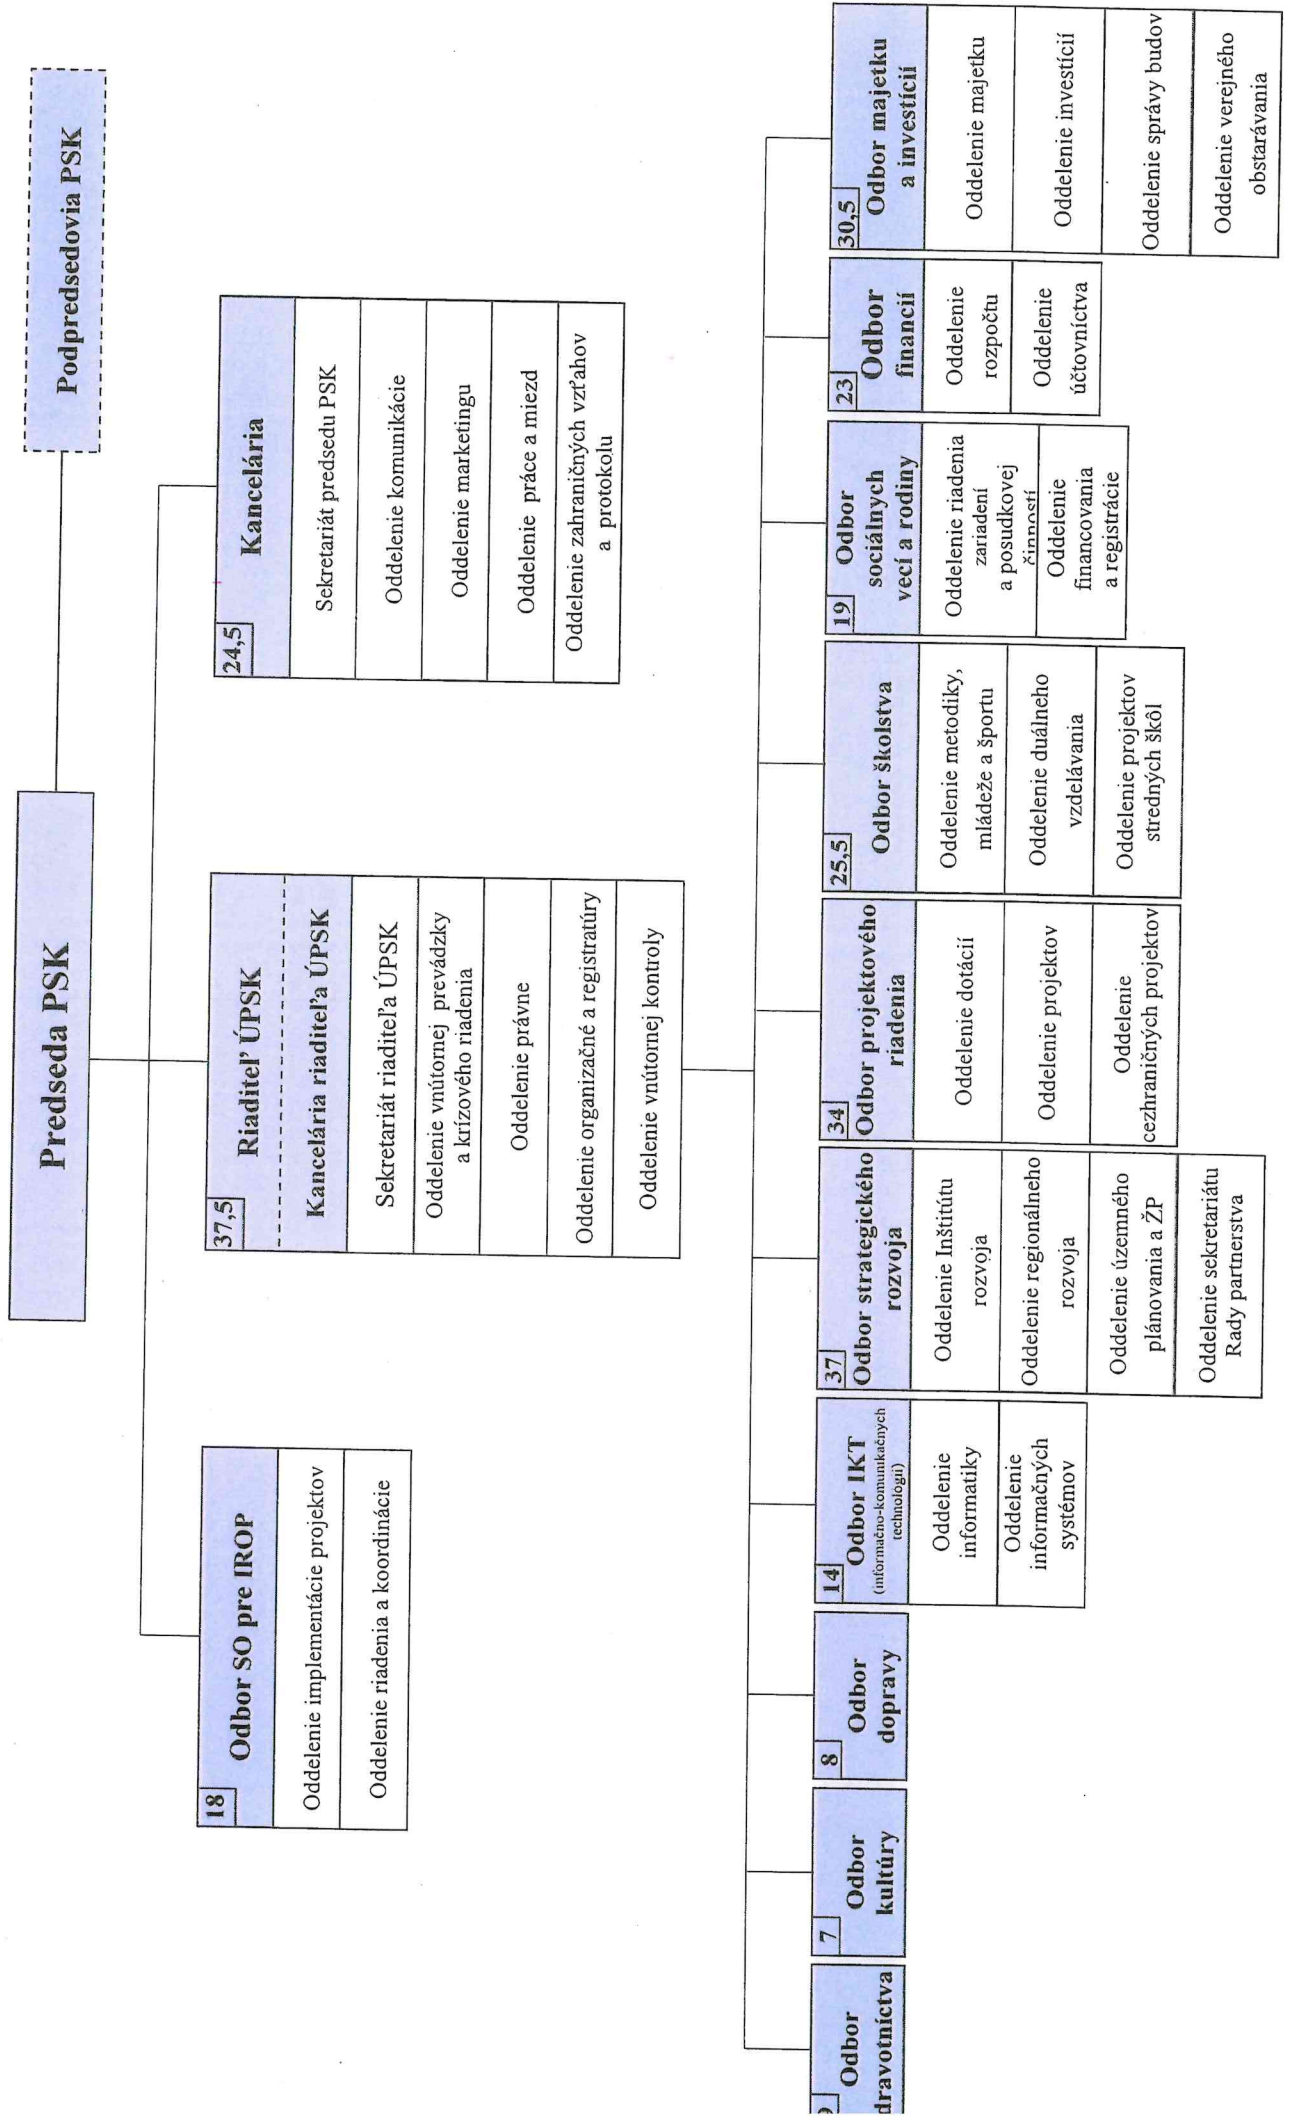 Predseda PSK
Podpredsedovia PSK
18
Odbor SO pre IROP
Oddelenie implementácie projektov
Oddelenie riadenia a koordinácie
37,5
Riaditeľ ÚPSK
Kancelária riaditeľa ÚPSK
Sekretariát riaditeľa ÚPSK
Oddelenie vnútornej prevádzky
a krízového riadenia
Oddelenie právne
Oddelenie organizačné a registratúry
Oddelenie vnútornej kontroly
24,5
Kancelária
Sekretariát predsedu PSK
Oddelenie komunikácie
Oddelenie marketingu
Oddelenie práce a miezd
Oddelenie zahraničných vzťahov
a protokolu
Odbor
dravotníctva
7
Odbor
kultúry
8
Odbor
dopravy
14
Odbor IKT
(informačno-komunikačných
technológií)
Oddelenie
informatiky
Oddelenie
informačných
systémov
37
Odbor strategického
rozvoja
Oddelenie Inštitútu
rozvoja
Oddelenie regionálneho
rozvoja
Oddelenie územného
plánovania a ŽP
Oddelenie sekretariátu
Rady partnerstva
34
Odbor projektového
riadenia
Oddelenie dotácií
Oddelenie projektov
Oddelenie
cezhraničných projektov
25,5
Odbor školstva
Oddelenie metodiky,
mládeže a športu
Oddelenie duálneho
vzdelávania
Oddelenie projektov
stredných škôl
19
Odbor
sociálnych
vecí a rodiny
Oddelenie riadenia
zariadení
a posudkovej
činností
Oddelenie
financovania
a registrácie
23
Odbor
financií
Oddelenie
rozpočtu
Oddelenie
účtovníctva
30,5
Odbor majetku
a investícií
Oddelenie majetku
Oddelenie investícií
Oddelenie správy budov
Oddelenie verejného
obstarávania